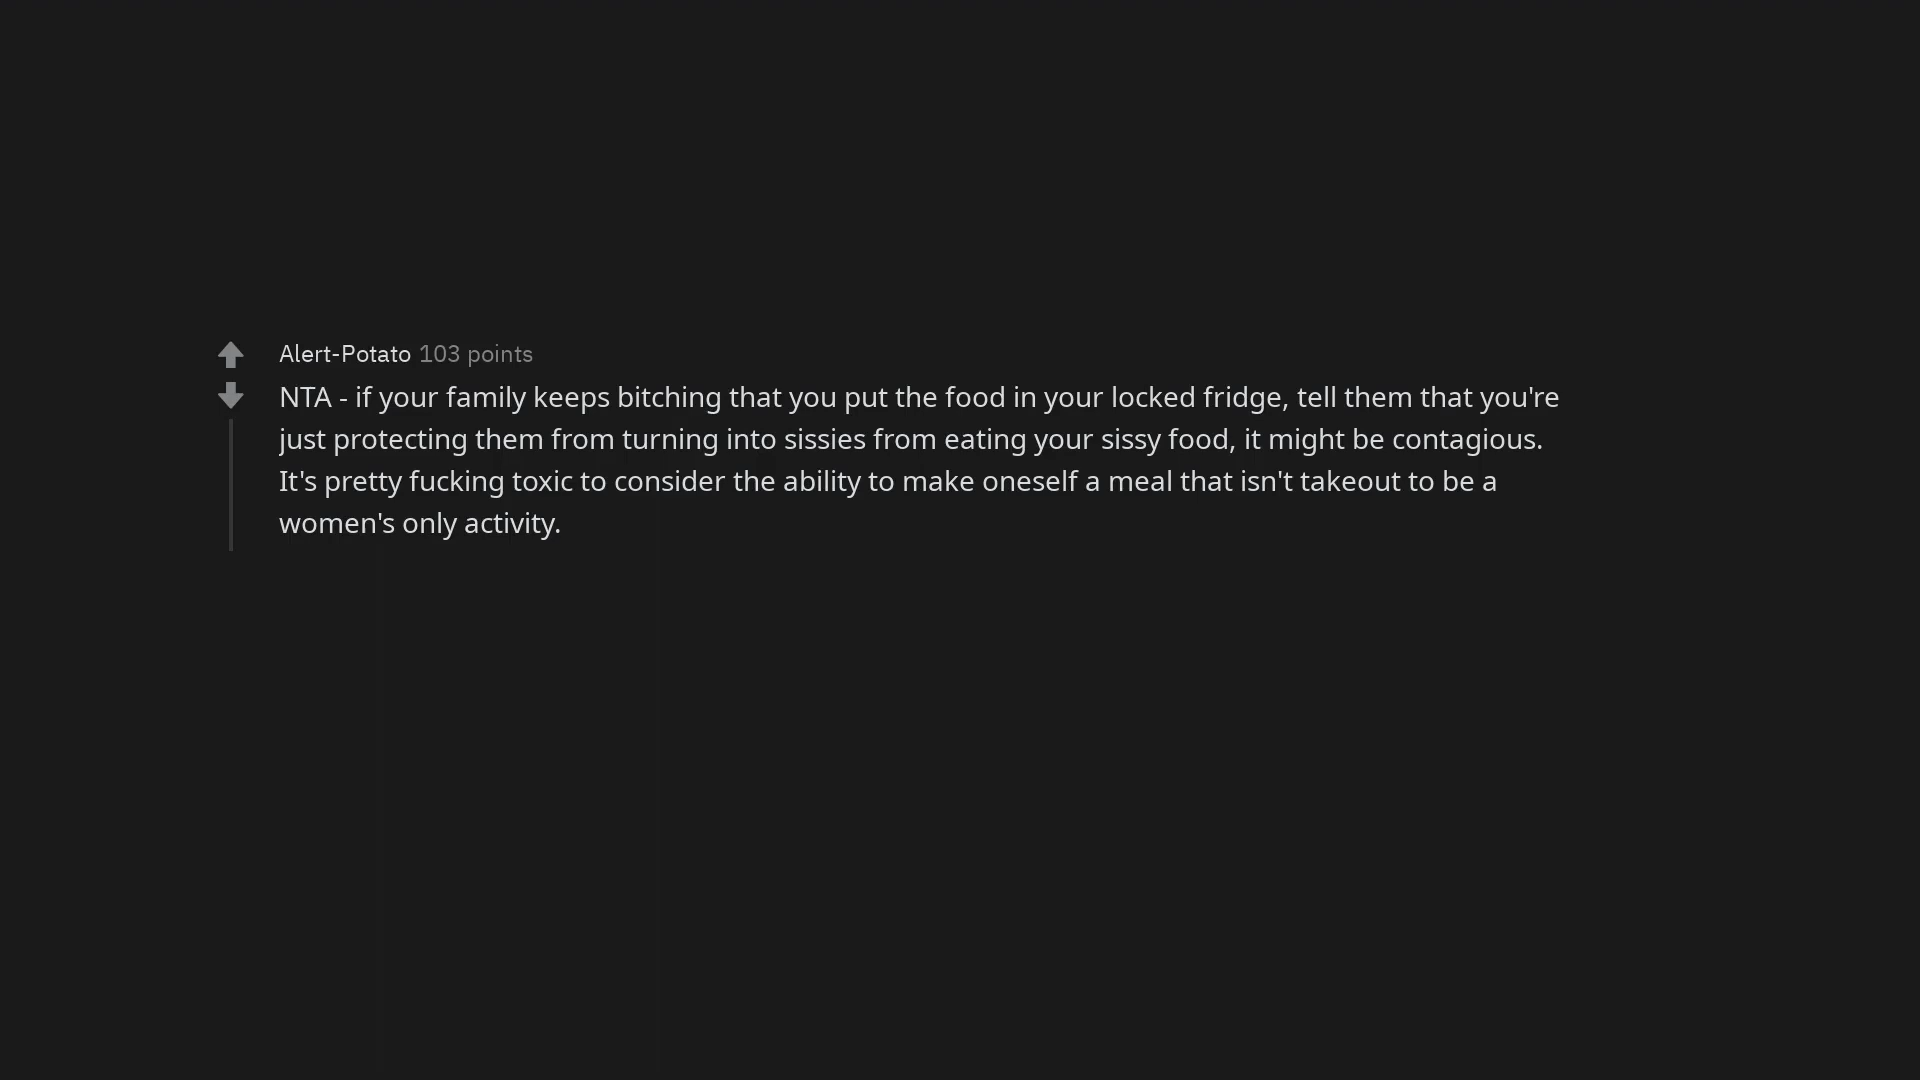 Alert-Potato 103 points
NTA - if your family keeps bitching that you put the food in your locked fridge, tell them that you're
just protecting them from turning into sissies from eating your sissy food, it might be contagious.
It's pretty fucking toxic to consider the ability to make oneself a meal that isn't takeout to be a
women's only activity.